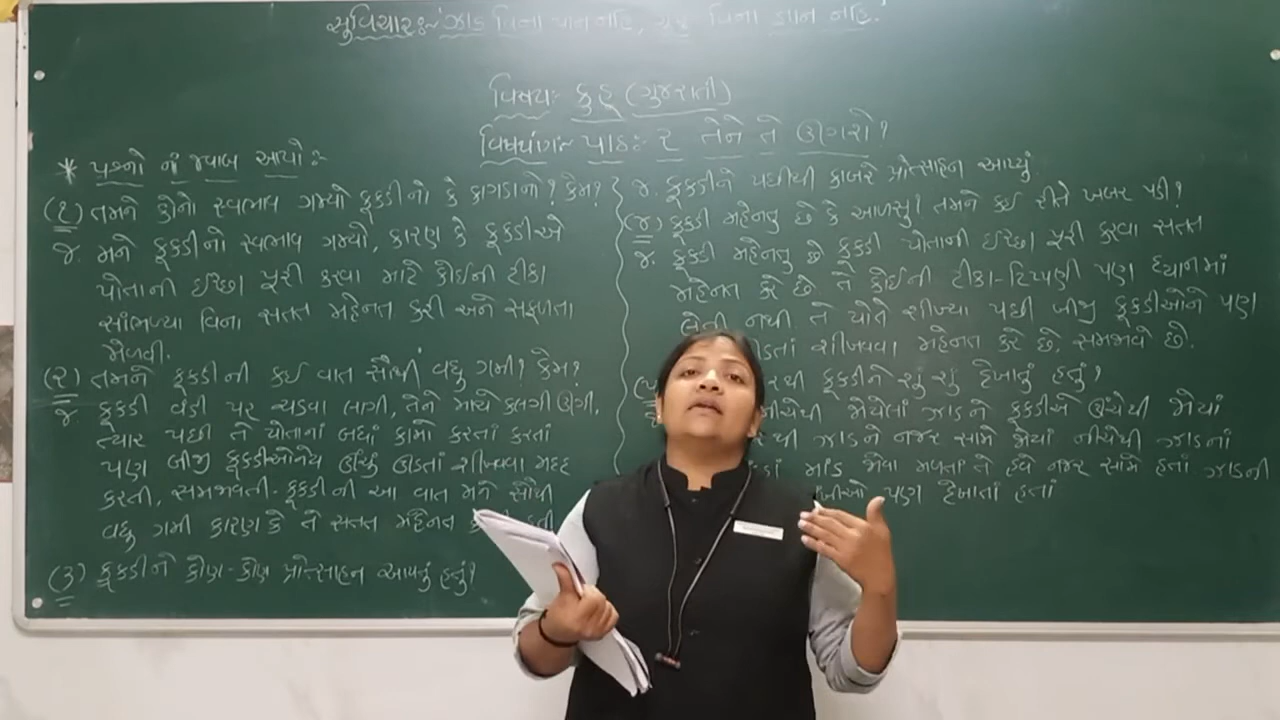 સુવિચારઃ- ઝાડ વિના પાન નહિ, ગુરુ વિના જ્ઞાન નહિ.
વિષયઃ- કુહૂ (ગુજરાતી)
વિષયાંગઃ- પાઠઃ ૨ તેને તે ઊગશે?
* પ્રશ્નો નાં જવાબ આપો :-
(૧) તમને કોનો સ્વભાવ ગમ્યો કૂકડીનો કે કાગડાનો? કેમ?
જ. મને કૂકડીનો સ્વભાવ ગમ્યો, કારણ કે કૂકડીએ
પોતાની ઈચ્છા પૂરી કરવા માટે કોઈની ટીકા
સાંભળ્યા વિના સતત મહેનત કરી અને સફળતા
મેળવી.
(૨) તમને કૂકડીની કઈ વાત સૌથી વધુ ગમી? કેમ?
જ. કૂકડી વંડી પર ચડવા લાગી, તેને માથે કલગી ઊગી.
ત્યાર પછી તે પોતાનાં બધાં કામો કરતાં કરતાં
પણ બીજી કૂકડીઓનેય ઊંચું ઊડતાં શીખવવા મદદ
કરતી, સમજાવતી. કૂકડીની આ વાત મને સૌથી
વધુ ગમી કારણ કે તે સતત મહેનત
(૩) કૂકડીને કોણ-કોણ પ્રોત્સાહન આપતું હતું?
જ. કૂકડીને પછીથી કાબરે પ્રોત્સાહન આપ્યું.
(૪) કૂકડી મહેનતુ છે કે આળસુ? તમને કઈ રીતે ખબર પડી?
જ. કૂકડી મહેનતુ છે કૂકડી પોતાની ઈચ્છા પૂરી કરવા સતત
મહેનત કરે છે તે કોઈની ટીકા-ટિપ્પણી પણ ધ્યાનમાં
લેતી નથી તે પોતે શીખ્યા પછી બીજી કૂકડીઓને પણ
ઊડતાં શીખવવા મહેનત કરે છે, સમજાવે છે.
કૂકડીને શું શું દેખાતું હતું?
નીચેથી જોયેલાં ઝાડને કૂકડીએ ઊંચેથી જોયાં
ઝાડને નજર સામે જોયાં નીચેથી ઝાડનાં
માંડ જોવા મળતાં તે હવે નજર સામે હતાં ઝાડની
પણ દેખાતાં હતાં